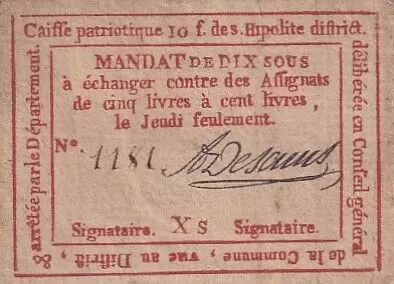 Caisse patriotique 10 f. de s. Hipolite district.
délibérée en Conseil général
de la Commune, vue au District, &
arrêtée par le Département.
MANDAT DE DIX SOUS
à échanger contre des Assignats
de cinq livres à cent livres,
le Jeudi seulement.
N° 1181
Signataire. X s Signataire.